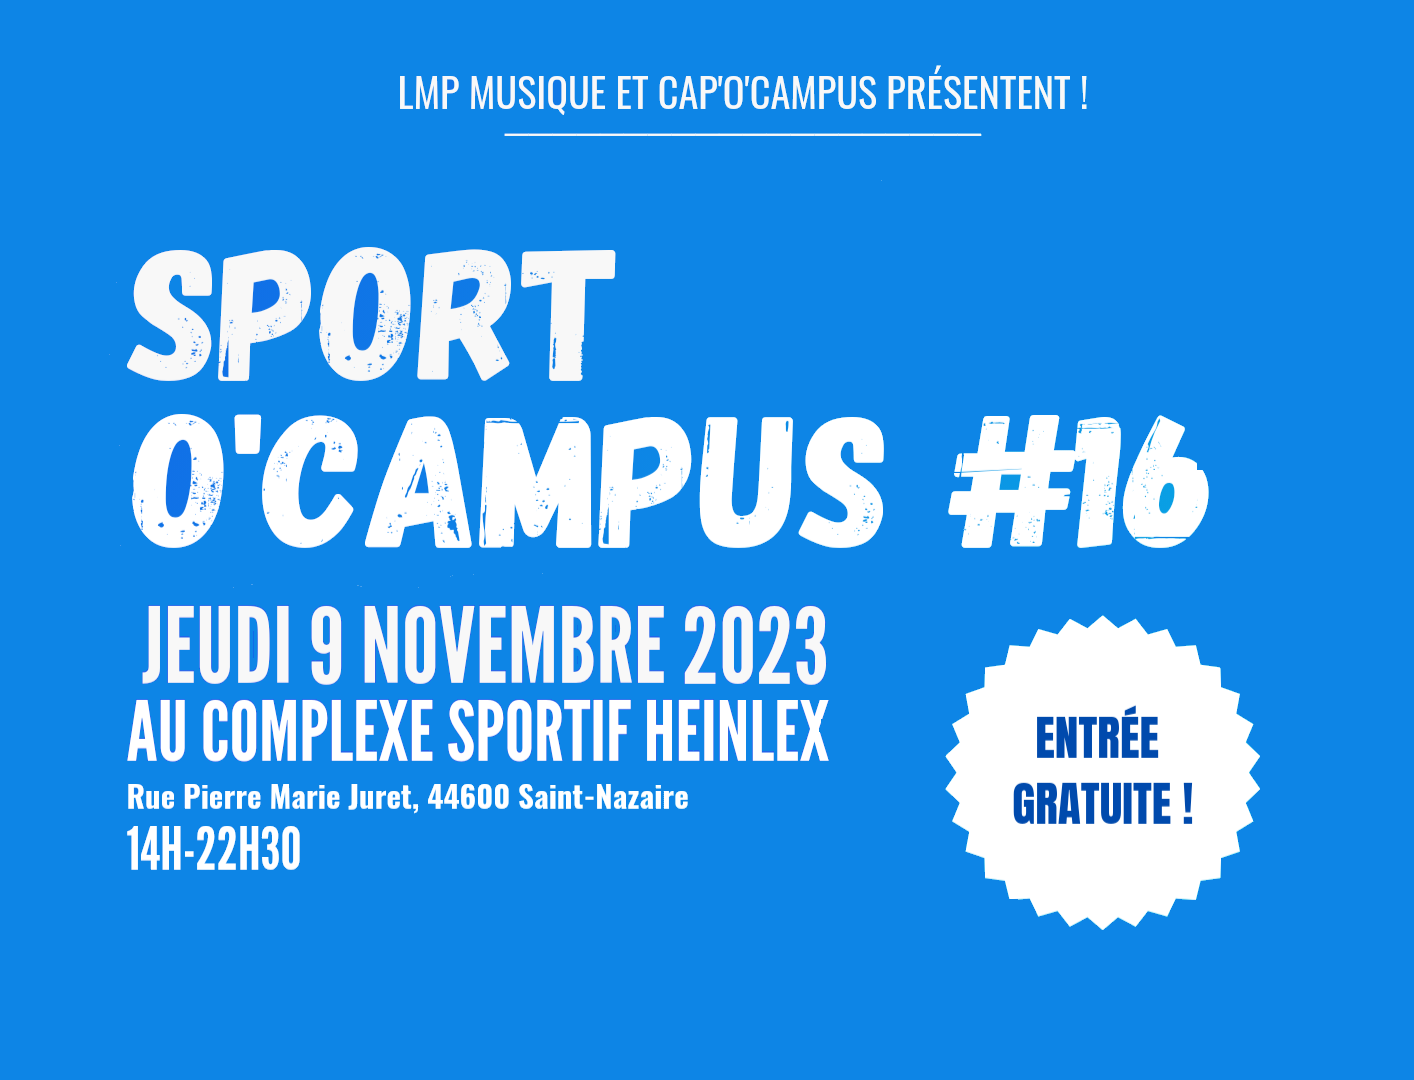 LMP MUSIQUE ET CAP'O'CAMPUS PRÉSENTENT !
SPORT
O'CAMPUS #16
JEUDI 9 NOVEMBRE 2023
AU COMPLEXE SPORTIF HEINLEX
Rue Pierre Marie Juret, 44600 Saint-Nazaire
14H-22H30
ENTRÉE
GRATUITE !